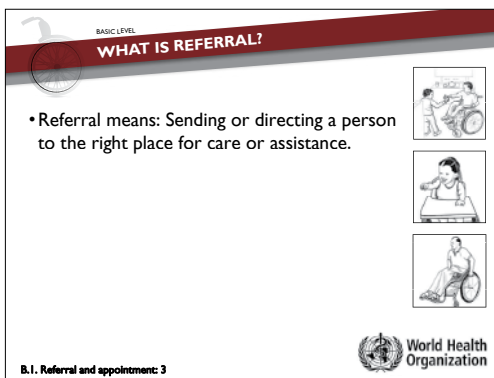 BASIC LEVEL
WHAT IS REFERRAL?
• Referral means: Sending or directing a person
to the right place for care or assistance.
World Health
Organization
B.1. Referral and appointment: 3